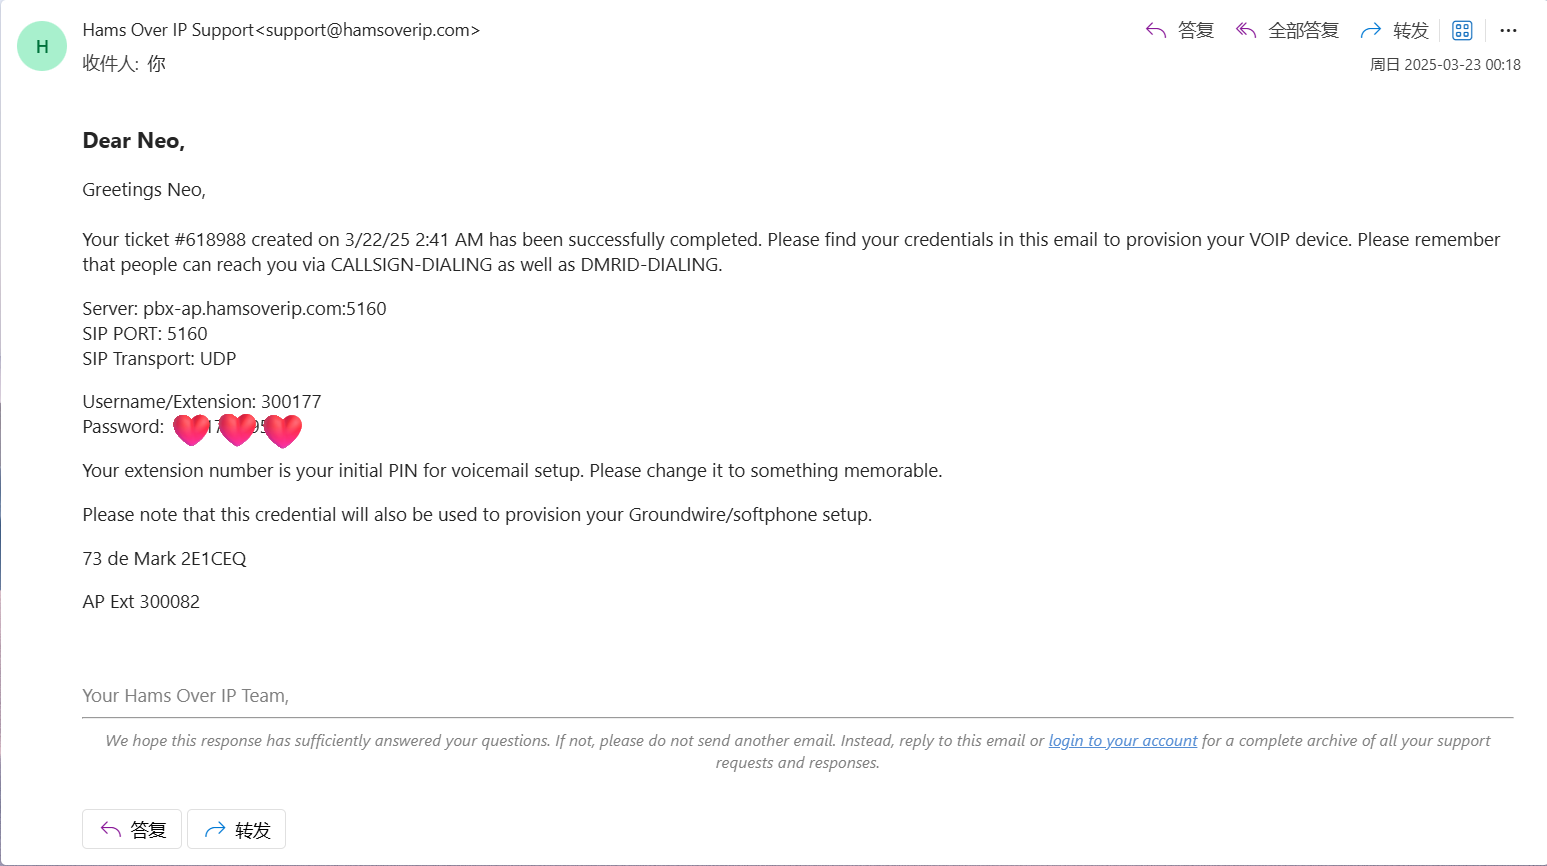 H
Hams Over IP Support<support@hamsoverip.com>
答复 全部答复 转发
收件人: 你
周日 2025-03-23 00:18
Dear Neo,
Greetings Neo,
Your ticket #618988 created on 3/22/25 2:41 AM has been successfully completed. Please find your credentials in this email to provision your VOIP device. Please remember
that people can reach you via CALLSIGN-DIALING as well as DMRID-DIALING.
Server: pbx-ap.hamsoverip.com:5160
SIP PORT: 5160
SIP Transport: UDP
Username/Extension: 300177
Password:
Your extension number is your initial PIN for voicemail setup. Please change it to something memorable.
Please note that this credential will also be used to provision your Groundwire/softphone setup.
73 de Mark 2E1CEQ
AP Ext 300082
Your Hams Over IP Team,
We hope this response has sufficiently answered your questions. If not, please do not send another email. Instead, reply to this email or login to your account for a complete archive of all your support
requests and responses.
答复 转发